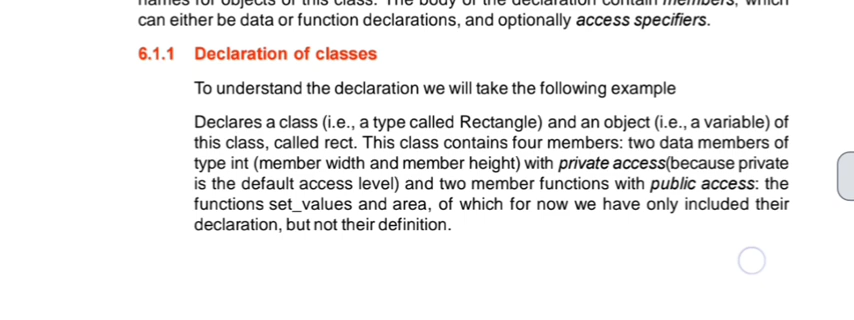 can either be data or function declarations, and optionally access specifiers.
6.1.1 Declaration of classes
To understand the declaration we will take the following example
Declares a class (i.e., a type called Rectangle) and an object (i.e., a variable) of
this class, called rect. This class contains four members: two data members of
type int (member width and member height) with private access(because private
is the default access level) and two member functions with public access: the
functions set_values and area, of which for now we have only included their
declaration, but not their definition.